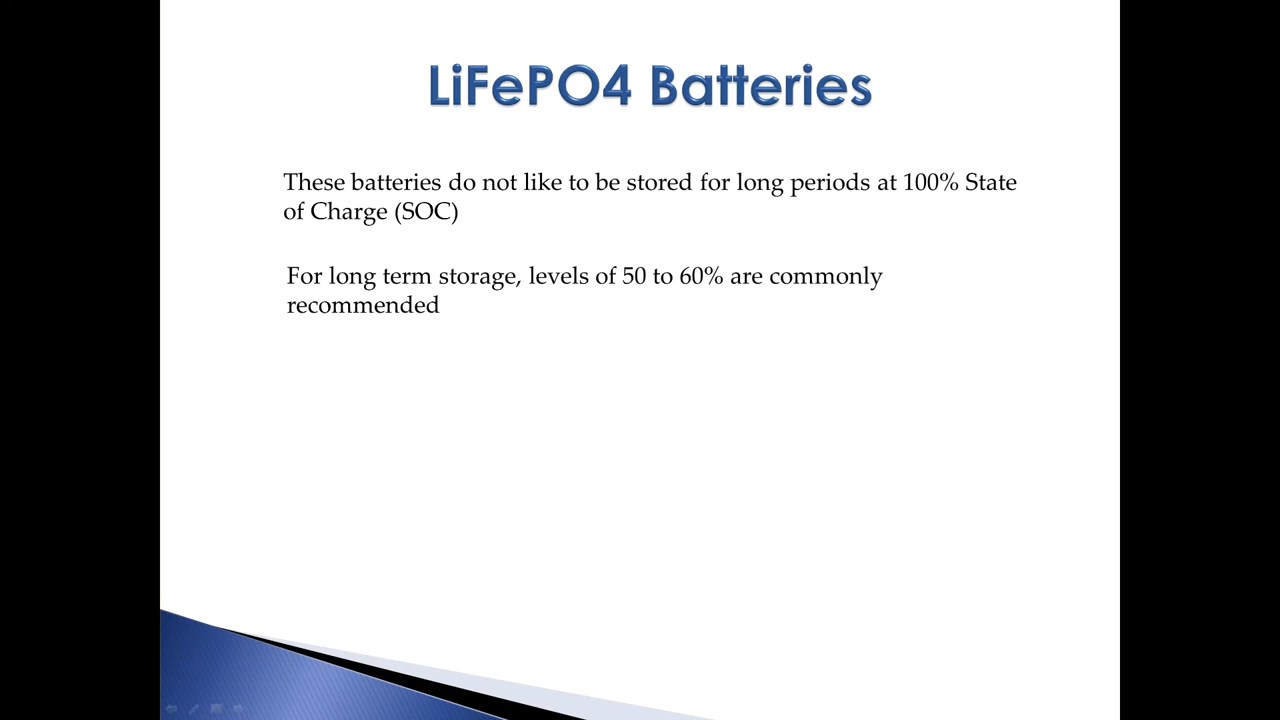 LiFePO4 Batteries
These batteries do not like to be stored for long periods at 100% State
of Charge (SOC)
For long term storage, levels of 50 to 60% are commonly
recommended